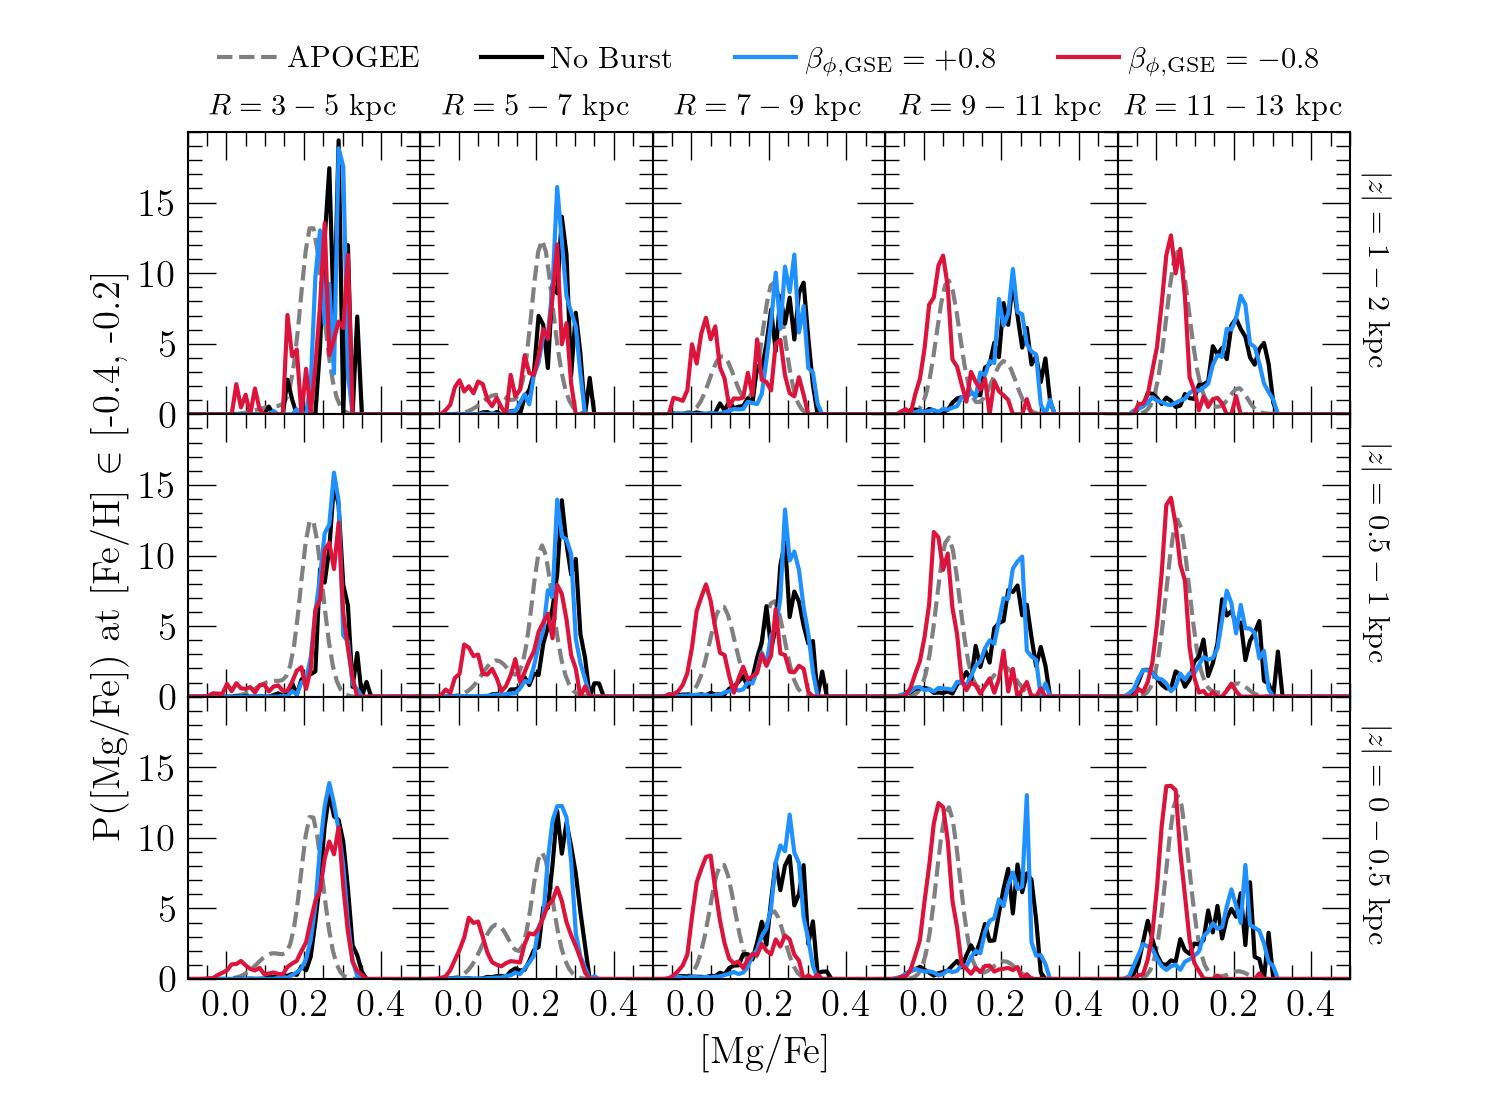 APOGEE No Burst βϕ,GSE = +0.8 βϕ,GSE = −0.8
R = 3 − 5 kpc R = 5 − 7 kpc R = 7 − 9 kpc R = 9 − 11 kpc R = 11 − 13 kpc
15
10
5
0
|z| = 1 − 2 kpc
P([Mg/Fe]) at [Fe/H] ∈ [-0.4, -0.2]
15
10
5
0
|z| = 0.5 − 1 kpc
15
10
5
0
|z| = 0 − 0.5 kpc
0.0 0.2 0.4 0.0 0.2 0.4 0.0 0.2 0.4 0.0 0.2 0.4 0.0 0.2 0.4
[Mg/Fe]